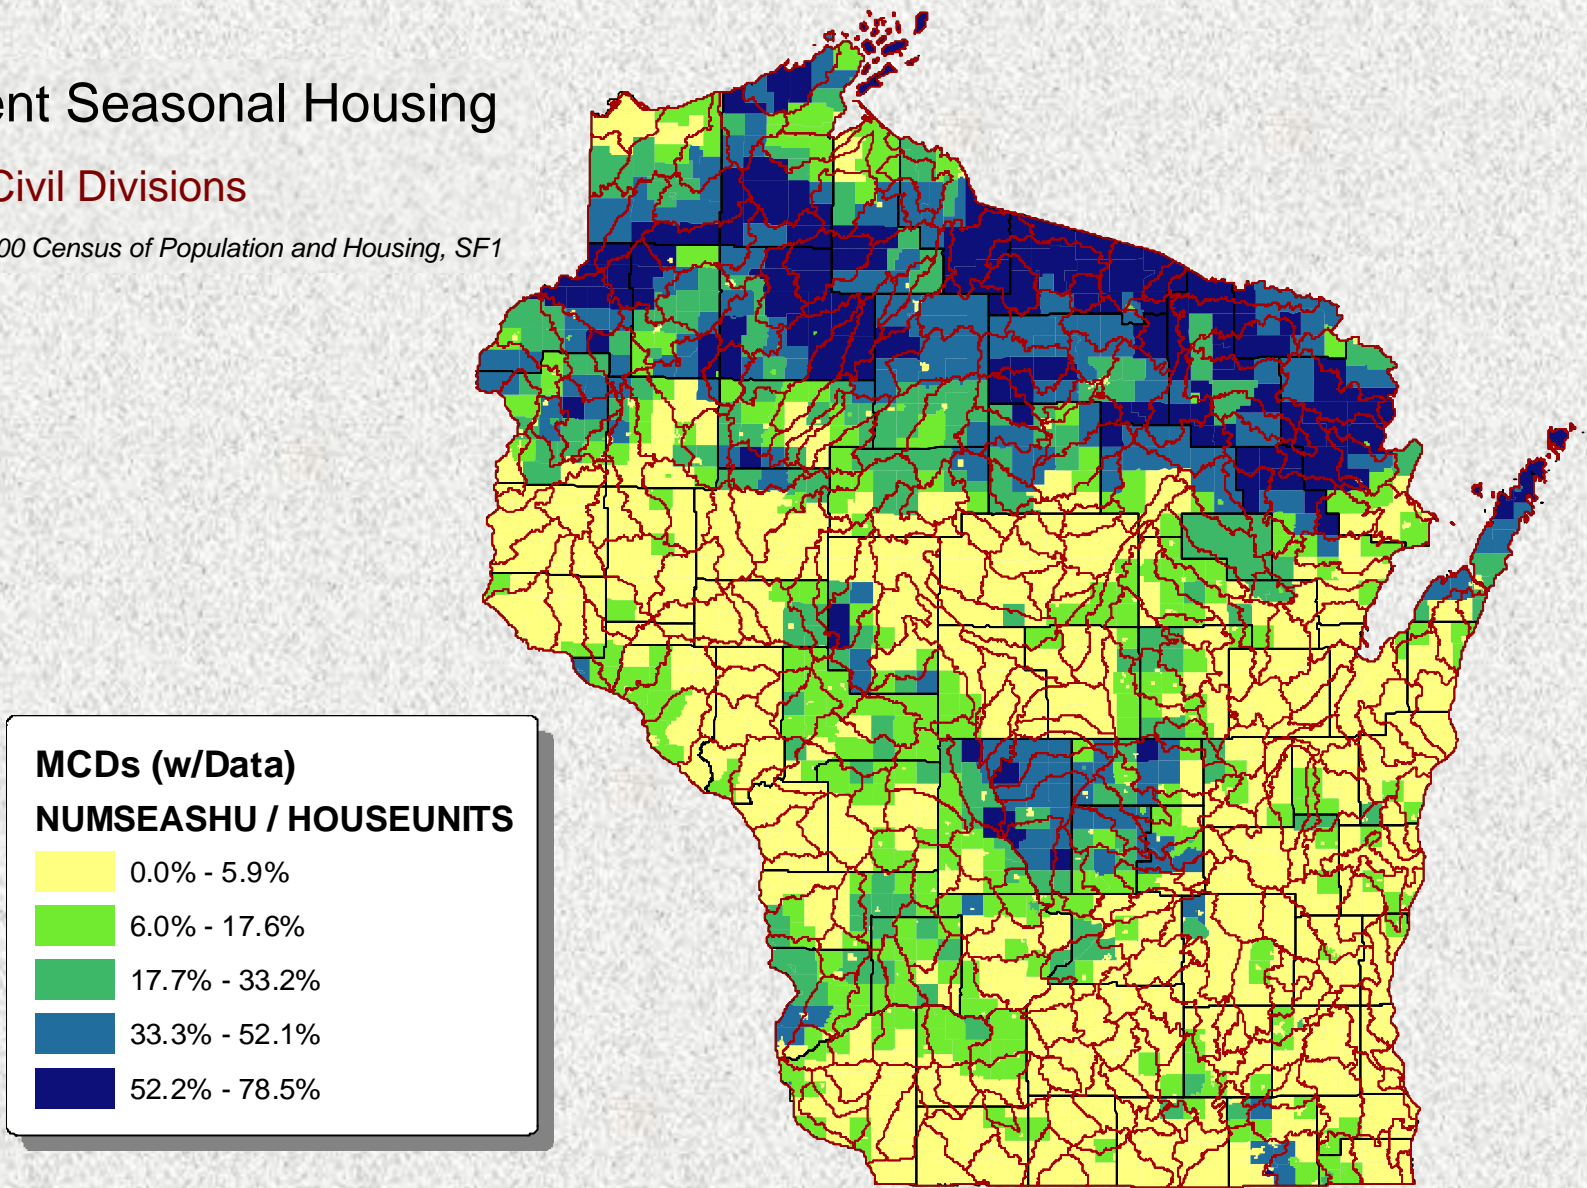 ent Seasonal Housing
Civil Divisions
00 Census of Population and Housing, SF1
MCDs (w/Data)
NUMSEASHU / HOUSEUNITS
0.0% - 5.9%
6.0% - 17.6%
17.7% - 33.2%
33.3% - 52.1%
52.2% - 78.5%